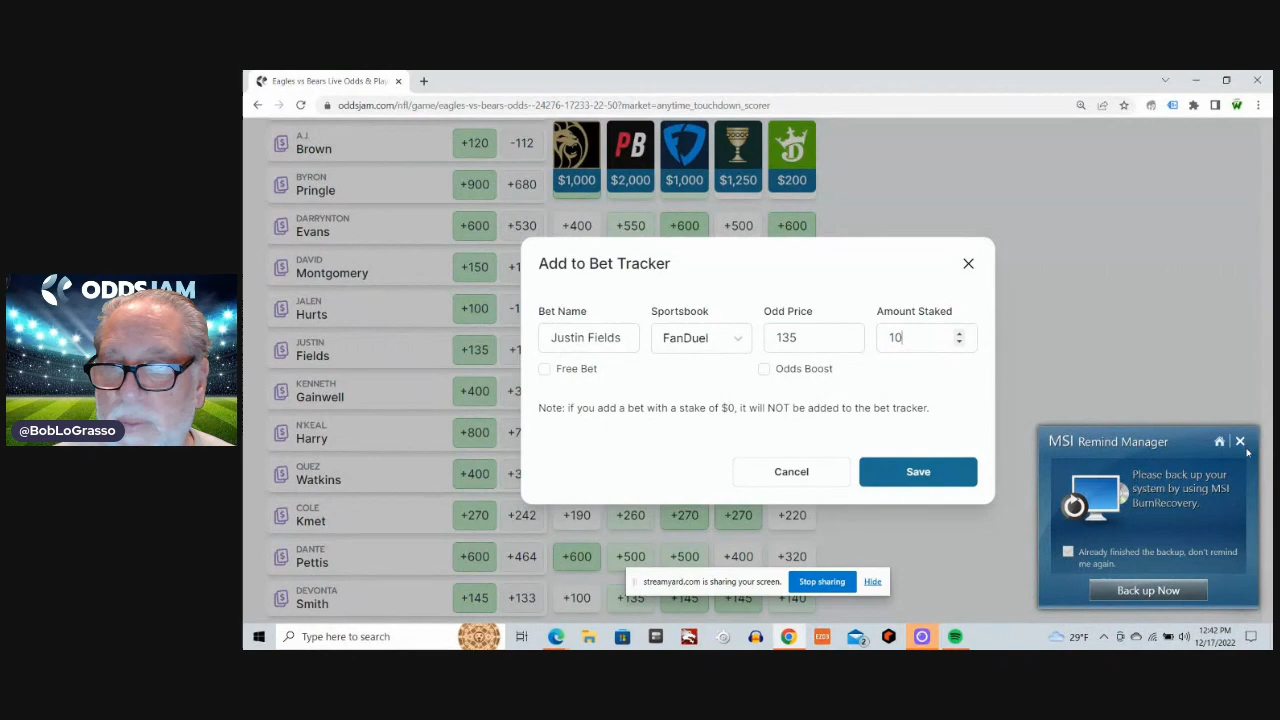 Eagles vs Bears Live Odds & Play
oddsjam.com/nfl/game/eagles-vs-bears-odds--24276-17233-22-50?market=anytime_touchdown_scorer
A.J.
Brown
+120
-112
PB
$1,000
$2,000
$1,000
$1,250
$200
BYRON
Pringle
+900
+680
DARRYNTON
Evans
+600
+530
+400
+550
+600
+500
+600
DAVID
Montgomery
+150
JALEN
Hurts
+100
JUSTIN
Fields
+135
KENNETH
Gainwell
+400
N'KEAL
Harry
+800
QUEZ
Watkins
+400
COLE
Kmet
+270
+242
+190
+260
+270
+270
+220
DANTE
Pettis
+600
+464
+600
+500
+500
+400
+320
DEVONTA
Smith
+145
+133
+100
+135
+145
+145
+140
Add to Bet Tracker
Bet Name
Sportsbook
Odd Price
Amount Staked
Justin Fields
FanDuel
135
10
Free Bet
Odds Boost
Note: if you add a bet with a stake of $0, it will NOT be added to the bet tracker.
Cancel
Save
ODDSJAM
@BobLoGrasso
MSI Remind Manager
Please back up your
system by using MSI
BurnRecovery.
Already finished the backup, don't remind
me again.
Back up Now
streamyard.com is sharing your screen.
Stop sharing
Hide
Type here to search
29°F
12:42 PM
12/17/2022